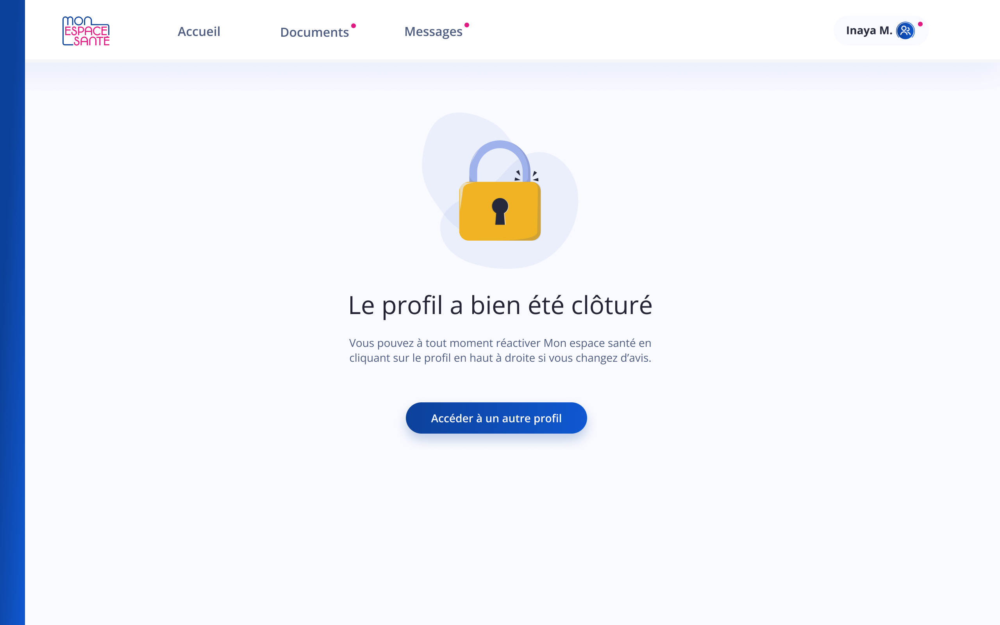 mon
ESPACE
SANTÉ
Accueil
Documents
Messages
Inaya M.
Le profil a bien été clôturé
Vous pouvez à tout moment réactiver Mon espace santé en
cliquant sur le profil en haut à droite si vous changez d’avis.
Accéder à un autre profil